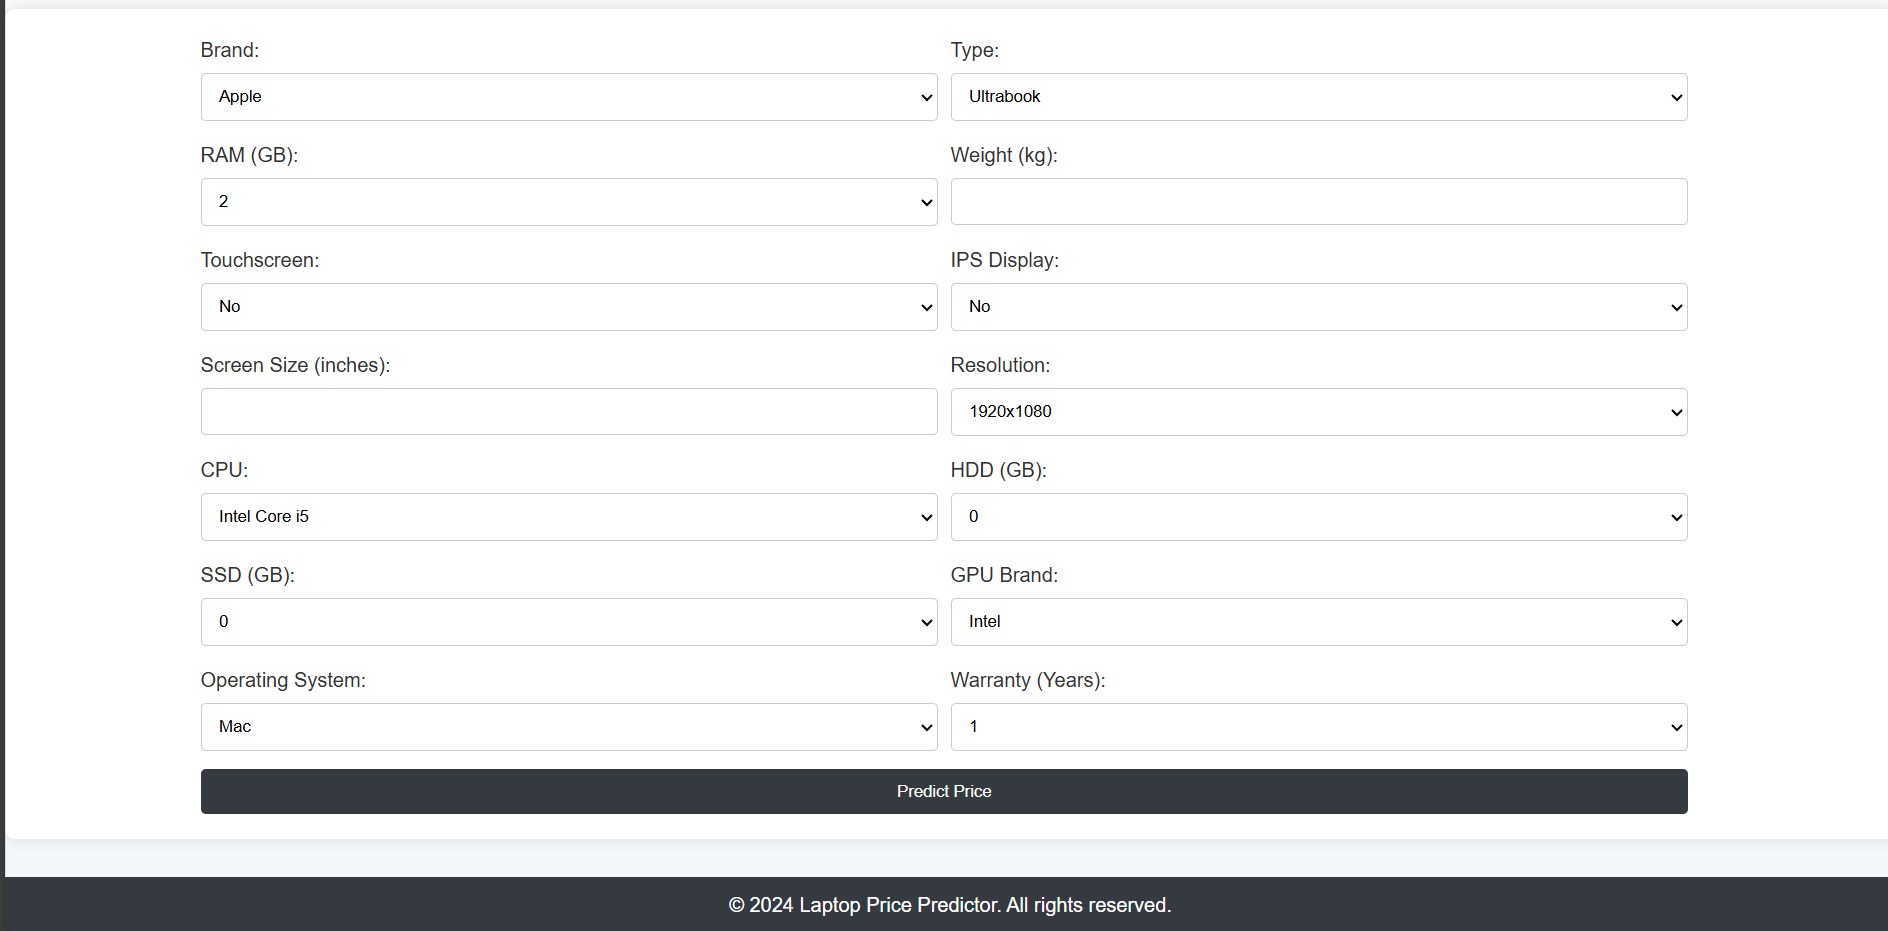 Brand:
Type:
Apple
Ultrabook
RAM (GB):
Weight (kg):
2
Touchscreen:
IPS Display:
No
No
Screen Size (inches):
Resolution:
1920x1080
CPU:
HDD (GB):
Intel Core i5
0
SSD (GB):
GPU Brand:
0
Intel
Operating System:
Warranty (Years):
Mac
1
Predict Price
© 2024 Laptop Price Predictor. All rights reserved.